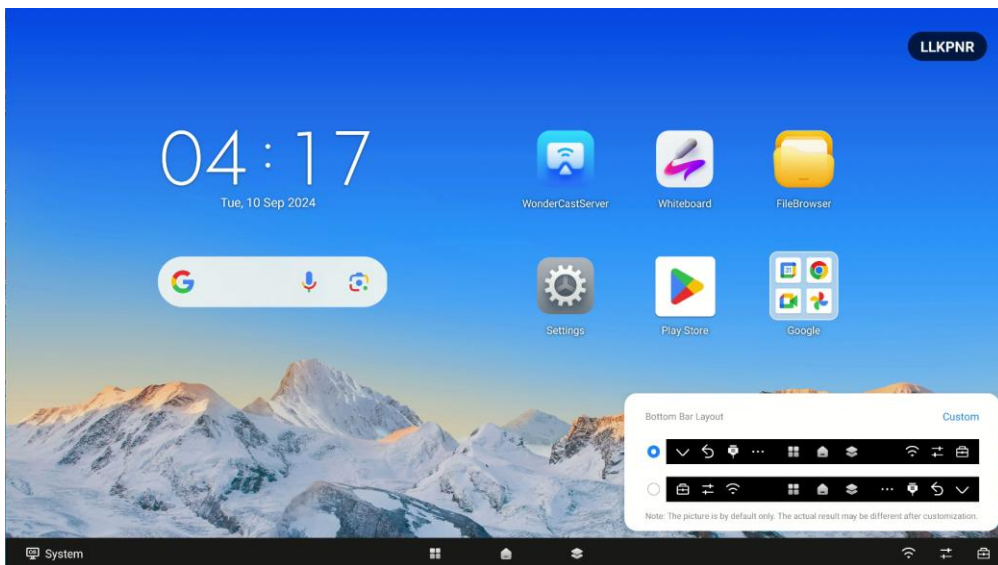 LLKPNR
04:17
Tue, 10 Sep 2024
WonderCastServer
Whiteboard
FileBrowser
Settings
Play Store
Google
Bottom Bar Layout
Custom
Note: The picture is by default only. The actual result may be different after customization.
System